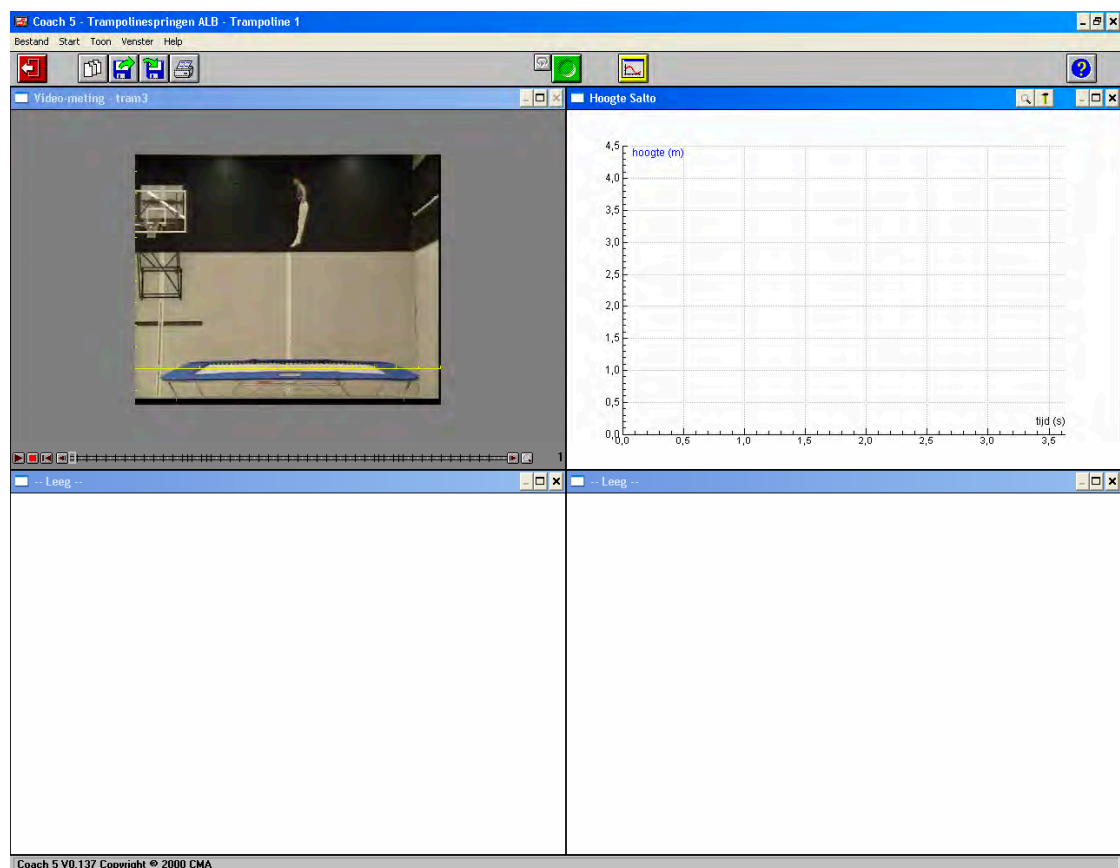 Coach 5 - Trampolinespringen ALB - Trampoline 1
Bestand Start Toon Venster Help
Video-meting - tram3
Hoogte Salto
4,5
hoogte (m)
4,0
3,5
3,0
2,5
2,0
1,5
1,0
0,5
tijd (s)
0,0
0,0 0,5 1,0 1,5 2,0 2,5 3,0 3,5
1
-- Leeg --
-- Leeg --
Coach 5 V0.137 Copyright © 2000 CMA